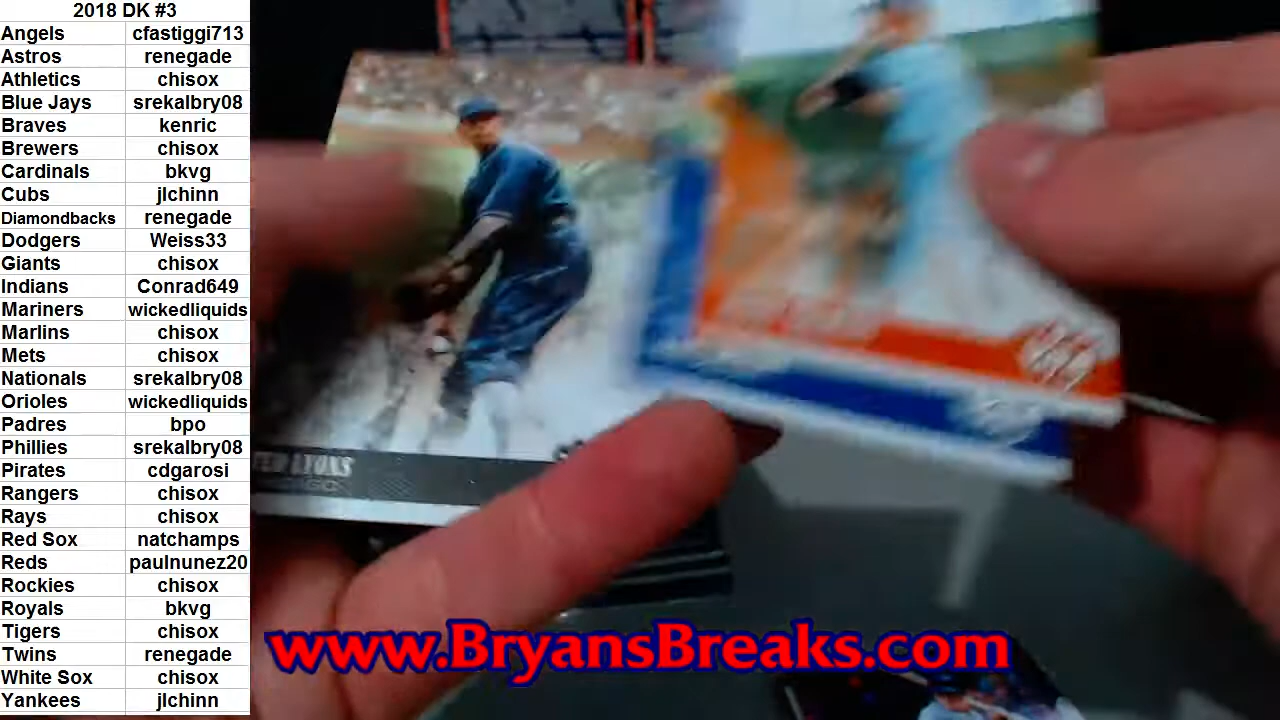 2018 DK #3
Angels cfastiggi713
Astros renegade
Athletics chisox
Blue Jays srekalbry08
Braves kenric
Brewers chisox
Cardinals bkvg
Cubs jlchinn
Diamondbacks renegade
Dodgers Weiss33
Giants chisox
Indians Conrad649
Mariners wickedliquids
Marlins chisox
Mets chisox
Nationals srekalbry08
Orioles wickedliquids
Padres bpo
Phillies srekalbry08
Pirates cdgarosi
Rangers chisox
Rays chisox
Red Sox natchamps
Reds paulnunez20
Rockies chisox
Royals bkvg
Tigers chisox
Twins renegade
White Sox chisox
Yankees jlchinn
TED LYONS
www.BryansBreaks.com